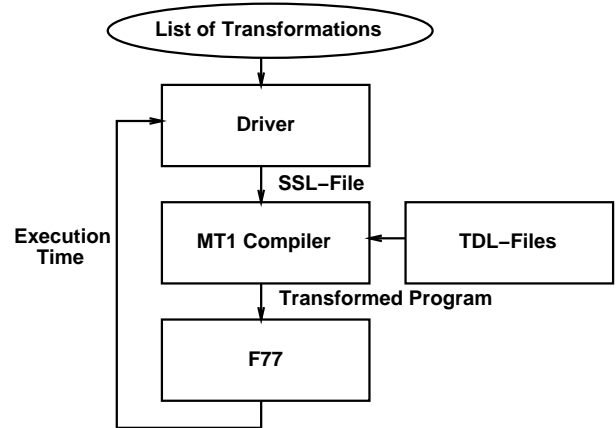 List of Transformations
Driver
SSL–File
Execution
Time
MT1 Compiler
TDL–Files
Transformed Program
F77